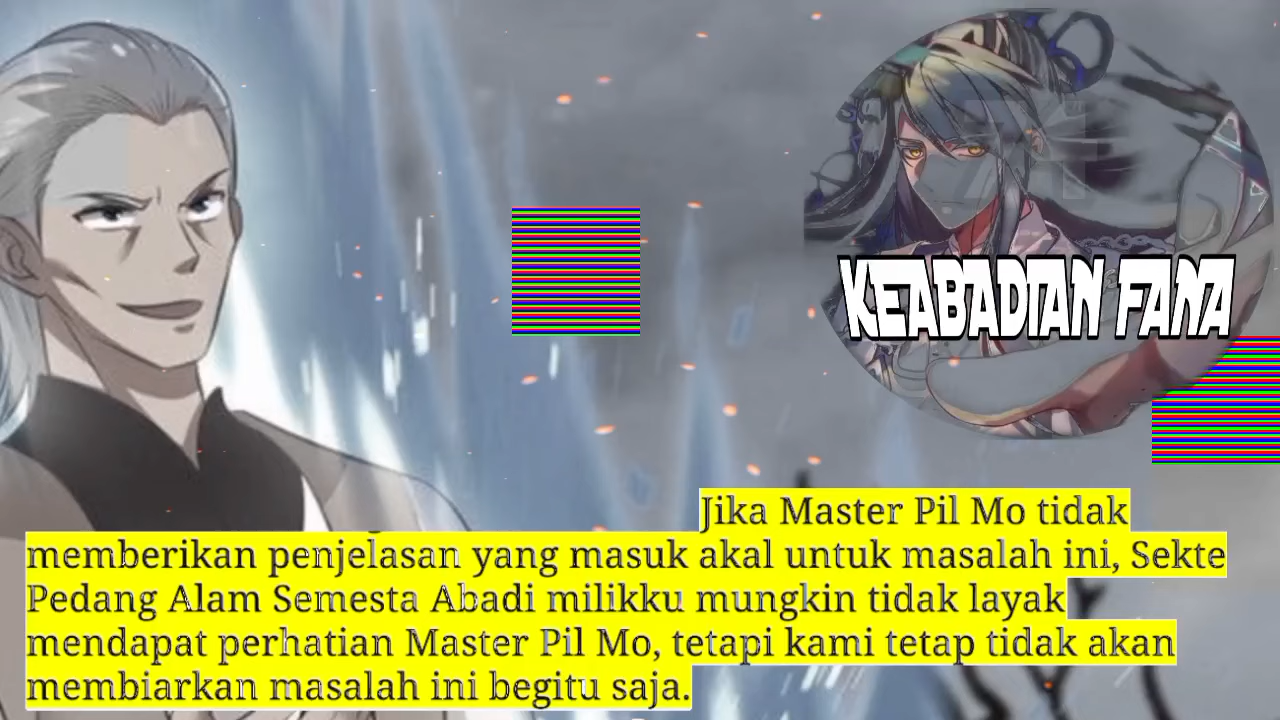 KEABADIAN FANA
Jika Master Pil Mo tidak
memberikan penjelasan yang masuk akal untuk masalah ini, Sekte
Pedang Alam Semesta Abadi milikku mungkin tidak layak
mendapat perhatian Master Pil Mo, tetapi kami tetap tidak akan
membiarkan masalah ini begitu saja.